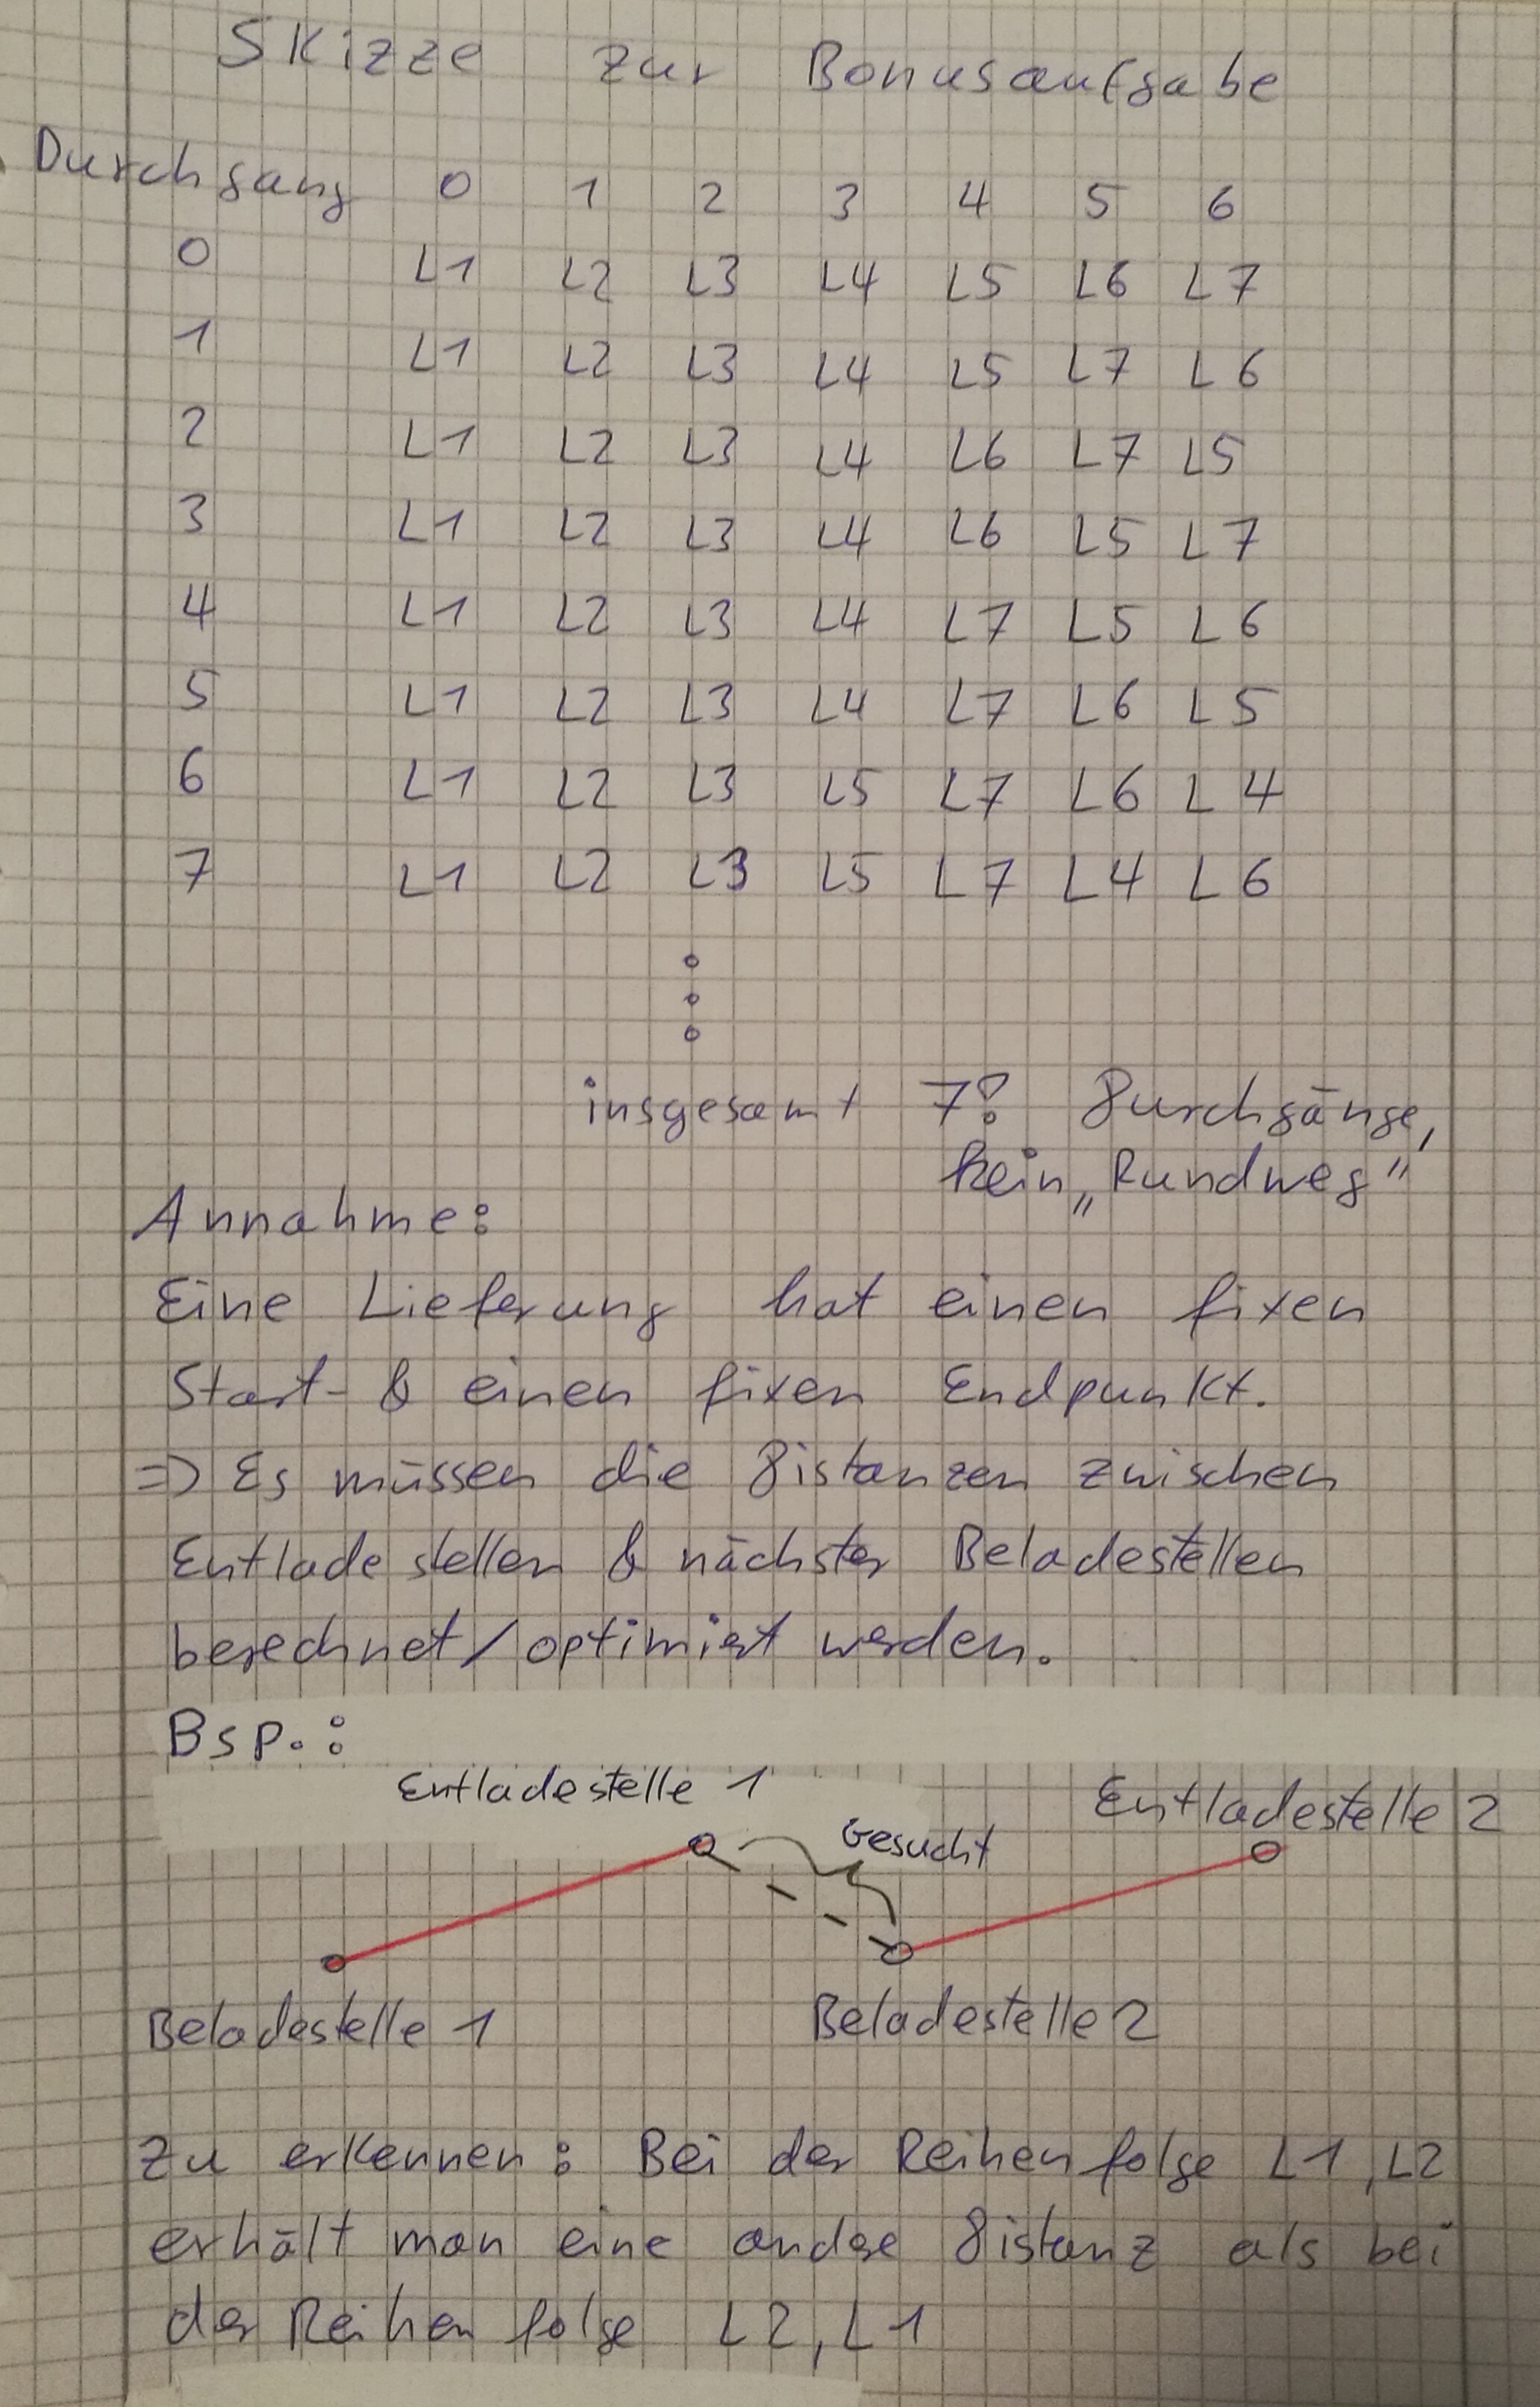 Skizze zur Bonusaufgabe
Durchgang 0 1 2 3 4 5 6
0 L1 L2 L3 L4 L5 L6 L7
1 L1 L2 L3 L4 L5 L7 L6
2 L1 L2 L3 L4 L6 L7 L5
3 L1 L2 L3 L4 L6 L5 L7
4 L1 L2 L3 L4 L7 L5 L6
5 L1 L2 L3 L4 L7 L6 L5
6 L1 L2 L3 L5 L7 L6 L4
7 L1 L2 L3 L5 L7 L4 L6
insgesamt 7! Durchgänge,
kein „Rundweg"
Annahme:
Eine Lieferung hat einen fixen
Start- & einen fixen Endpunkt.
=> Es müssen die Distanzen zwischen
Entladestellen & nächster Beladestellen
berechnet/optimiert werden.
Bsp.:
Entladestelle 1
Entladestelle 2
Gesucht
Beladestelle 1
Beladestelle 2
Zu erkennen: Bei der Reihenfolge L1, L2
erhält man eine andere Distanz als bei
der Reihenfolge L2, L1